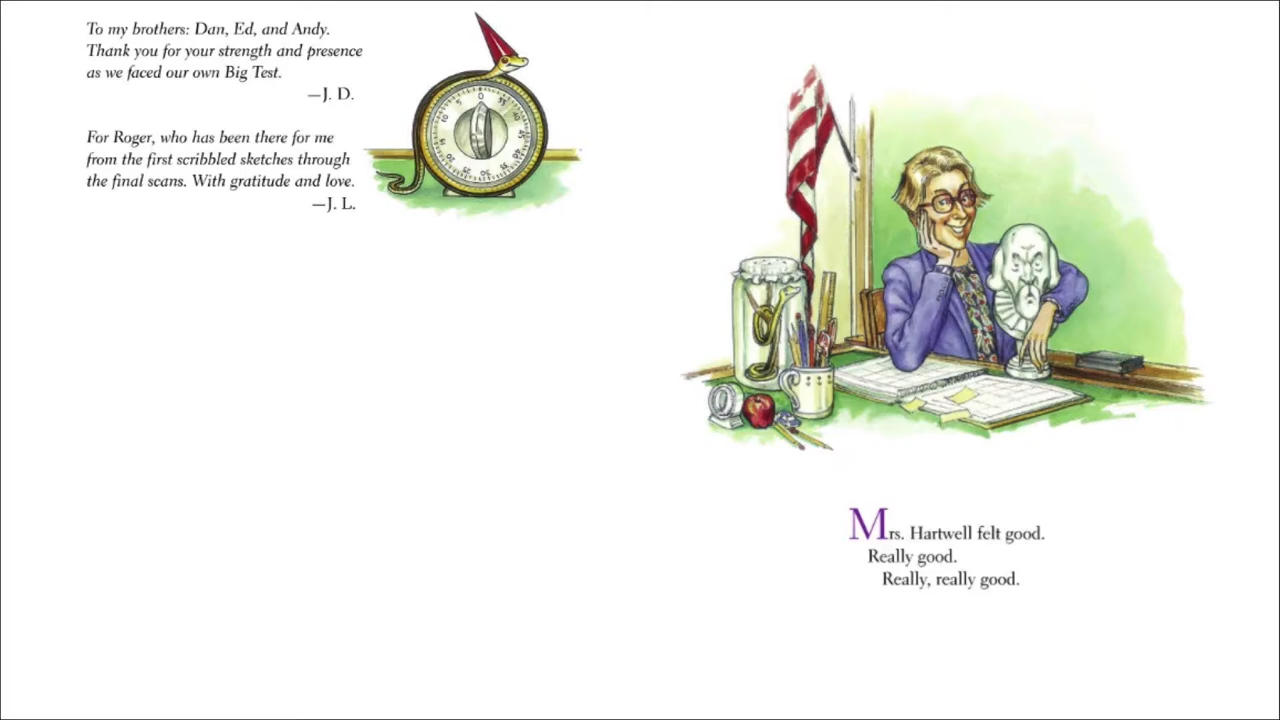 To my brothers: Dan, Ed, and Andy.
Thank you for your strength and presence
as we faced our own Big Test.
—J. D.
For Roger, who has been there for me
from the first scribbled sketches through
the final scans. With gratitude and love.
—J. L.
Mrs. Hartwell felt good.
Really good.
Really, really good.